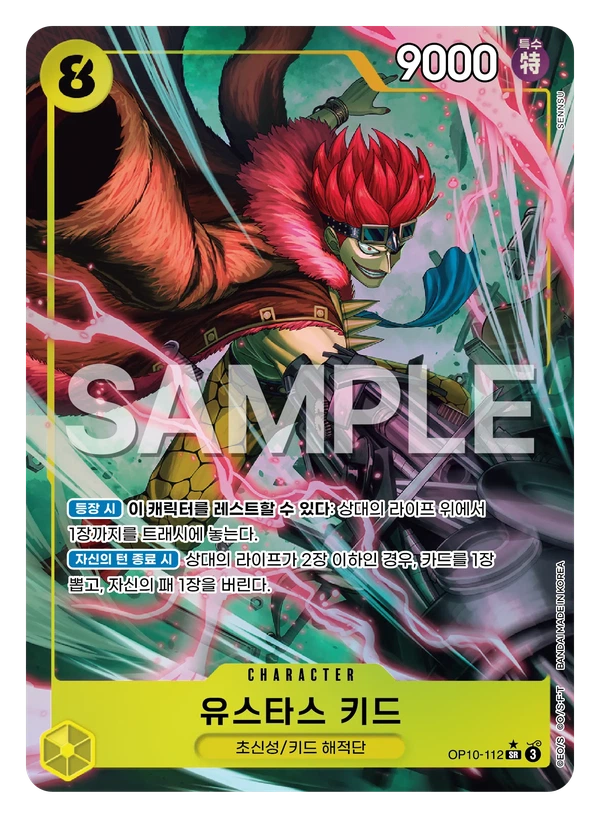 8
9000
특수
特
SENNSU
SAMPLE
등장 시 이 캐릭터를 레스트할 수 있다: 상대의 라이프 위에서
1장까지를 트래시에 놓는다.
자신의 턴 종료 시 상대의 라이프가 2장 이하인 경우, 카드를 1장
뽑고, 자신의 패 1장을 버린다.
©E.O/S. ©O/S·F·T BANDAI MADE IN KOREA
CHARACTER
유스타스 키드
초신성/키드 해적단
OP10-112 ★ SR 3